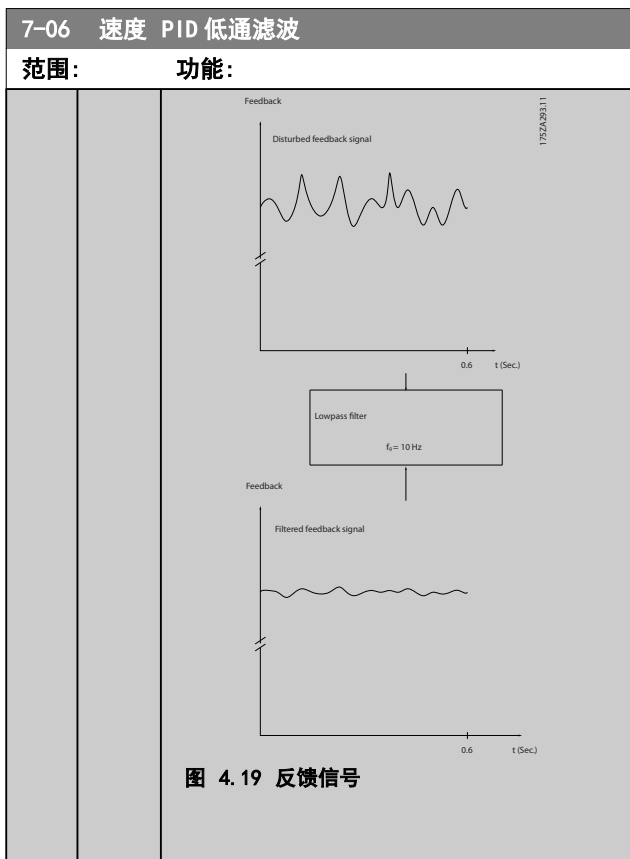 7-06 速度 PID 低通滤波
范围: 功能:
Feedback
175ZA293.11
Disturbed feedback signal
0.6 t (Sec.)
Lowpass filter
fg = 10 Hz
Feedback
Filtered feedback signal
0.6 t (Sec.)
图 4.19 反馈信号